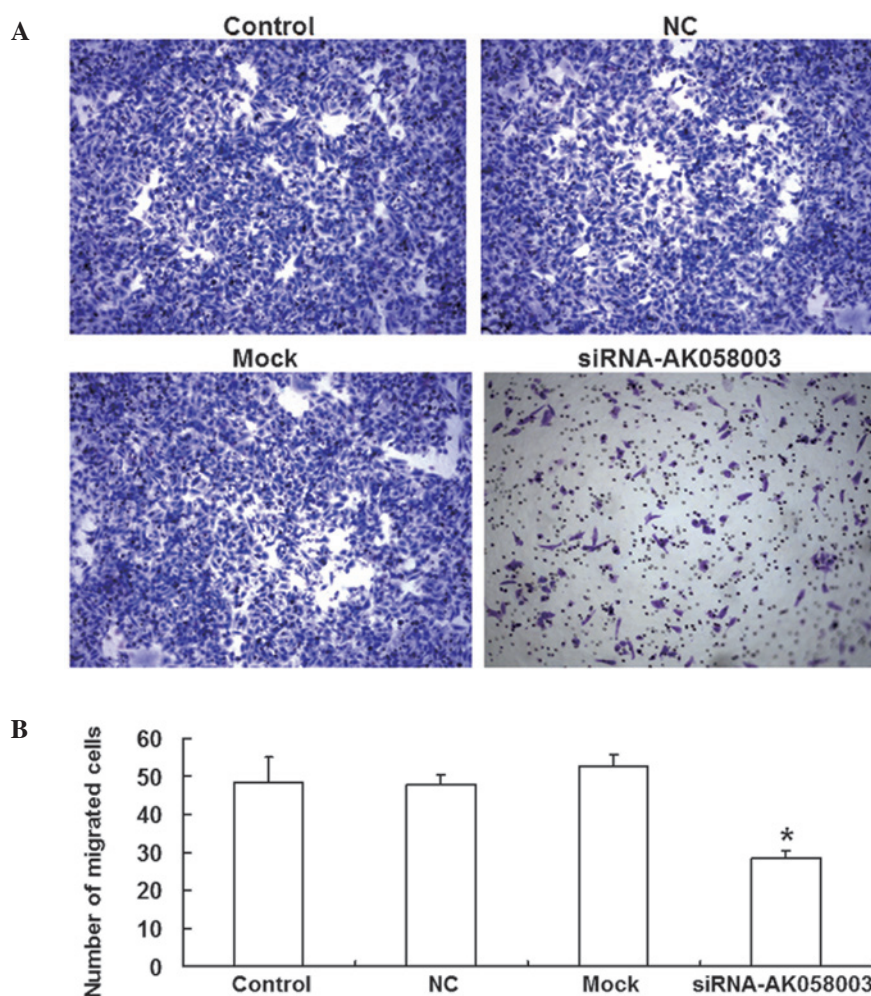 A
Control
NC
Mock
siRNA-AK058003
B
Number of migrated cells
60
50
40
30
20
10
0
*
Control
NC
Mock
siRNA-AK058003